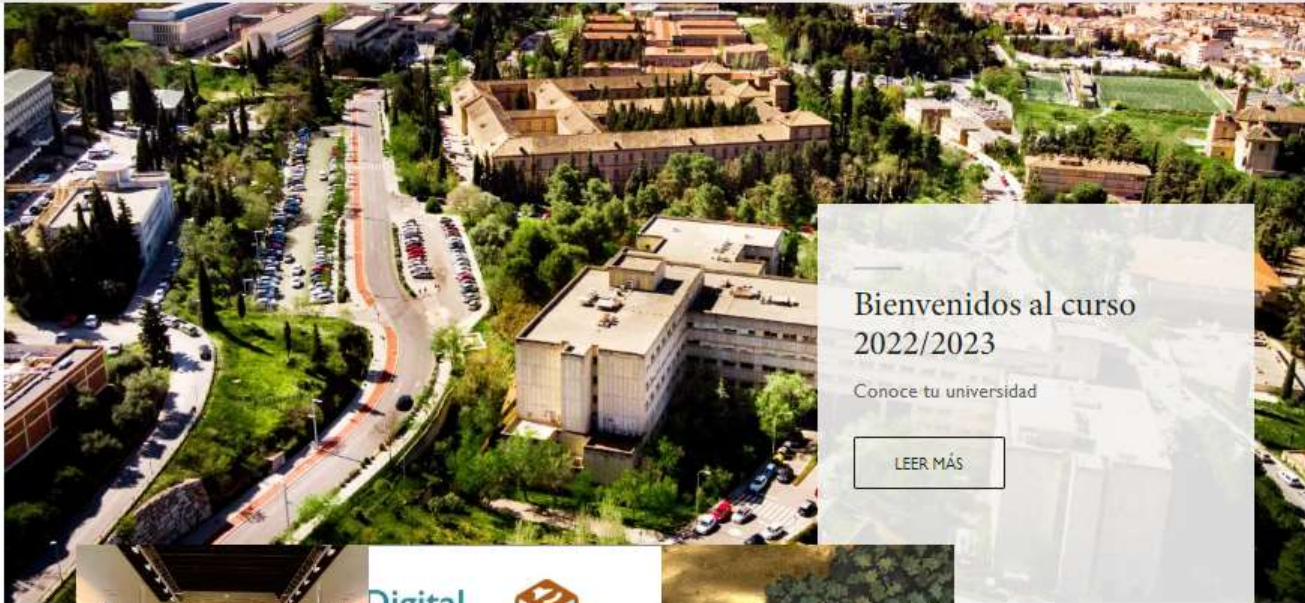 Bienvenidos al curso
2022/2023
Conoce tu universidad
LEER MÁS
Digital